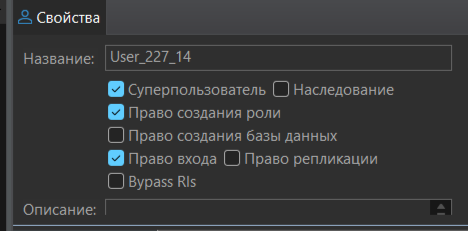 Свойства
Название: User_227_14
Суперпользователь Наследование
Право создания роли
Право создания базы данных
Право входа Право репликации
Bypass Rls
Описание: